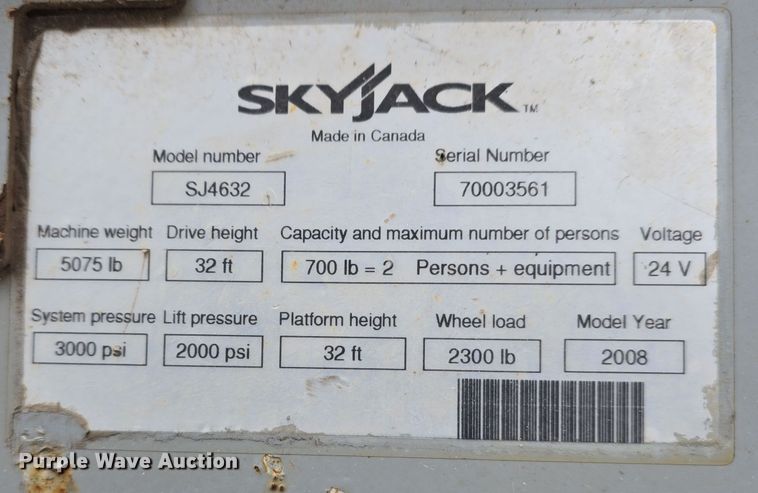 SKYJACK TM
Made in Canada
Model number Serial Number
SJ4632 70003561
Machine weight Drive height Capacity and maximum number of persons Voltage
5075 lb 32 ft 700 lb = 2 Persons + equipment 24 V
System pressure Lift pressure Platform height Wheel load Model Year
3000 psi 2000 psi 32 ft 2300 lb 2008
Purple Wave Auction